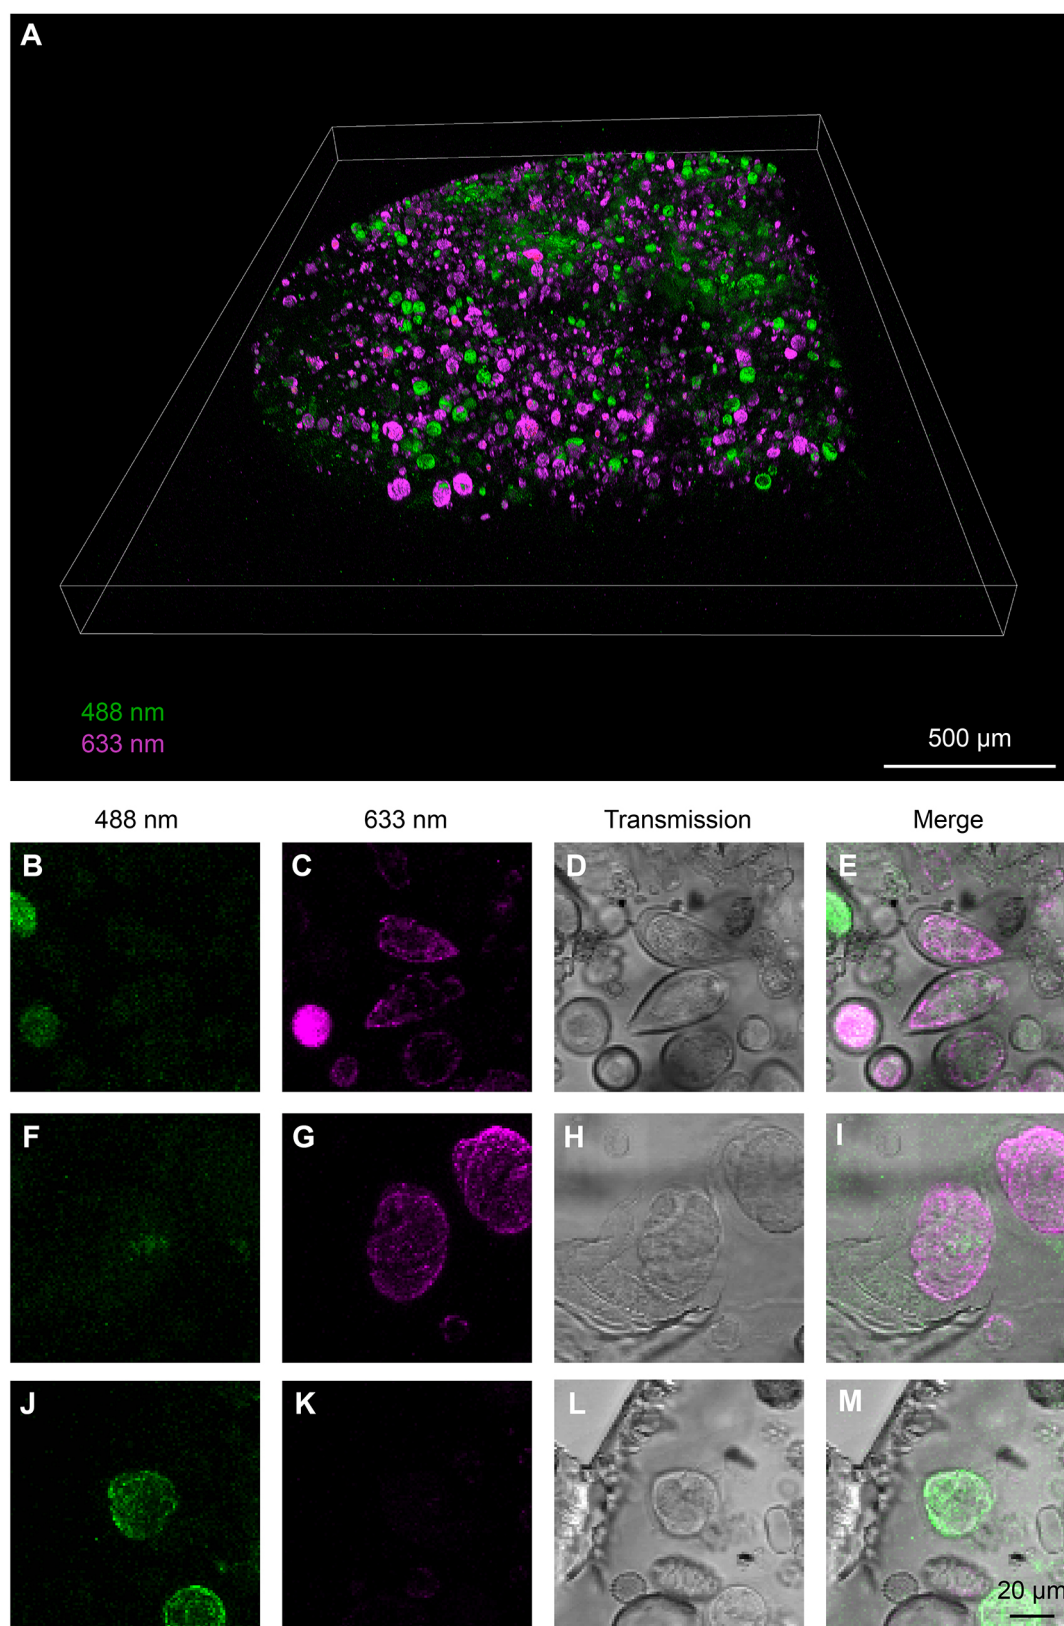 A
488 nm
633 nm
500 µm
488 nm 633 nm Transmission Merge
B C D E
F G H I
J K L M
20 µm